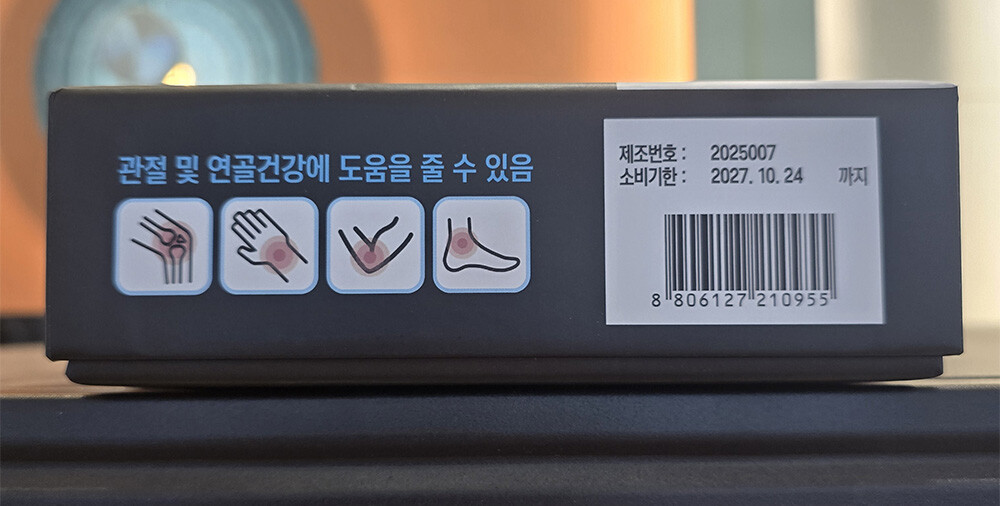 관절 및 연골건강에 도움을 줄 수 있음
제조번호 : 2025007
소비기한 : 2027. 10. 24 까지
8 806127 210955